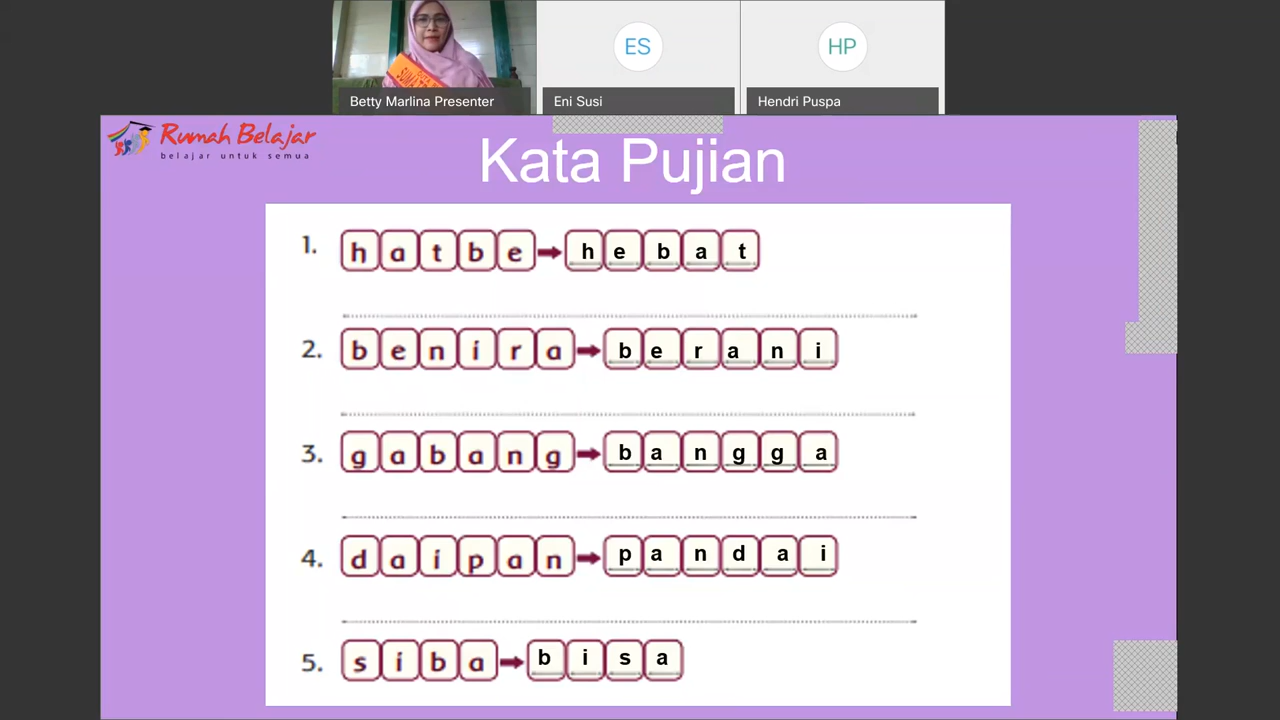 SUMAT
Betty Marlina Presenter
Eni Susi
Hendri Puspa
ES
HP
Rumah Belajar
belajar untuk semua
Kata Pujian
1. h a t b e → h e b a t
2. b e n i r a → b e r a n i
3. g a b a n g → b a n g g a
4. d a i p a n → p a n d a i
5. s i b a → b i s a